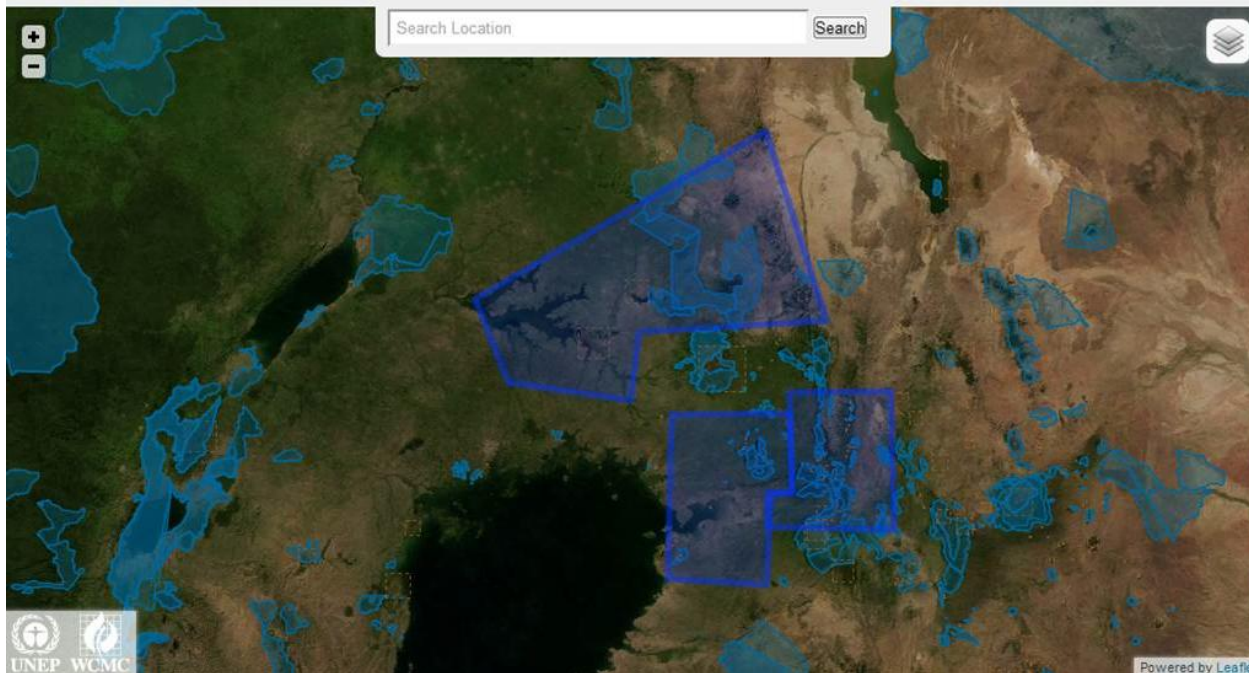 +
Search Location Search
−
UNEP WCMC
Powered by Leafle